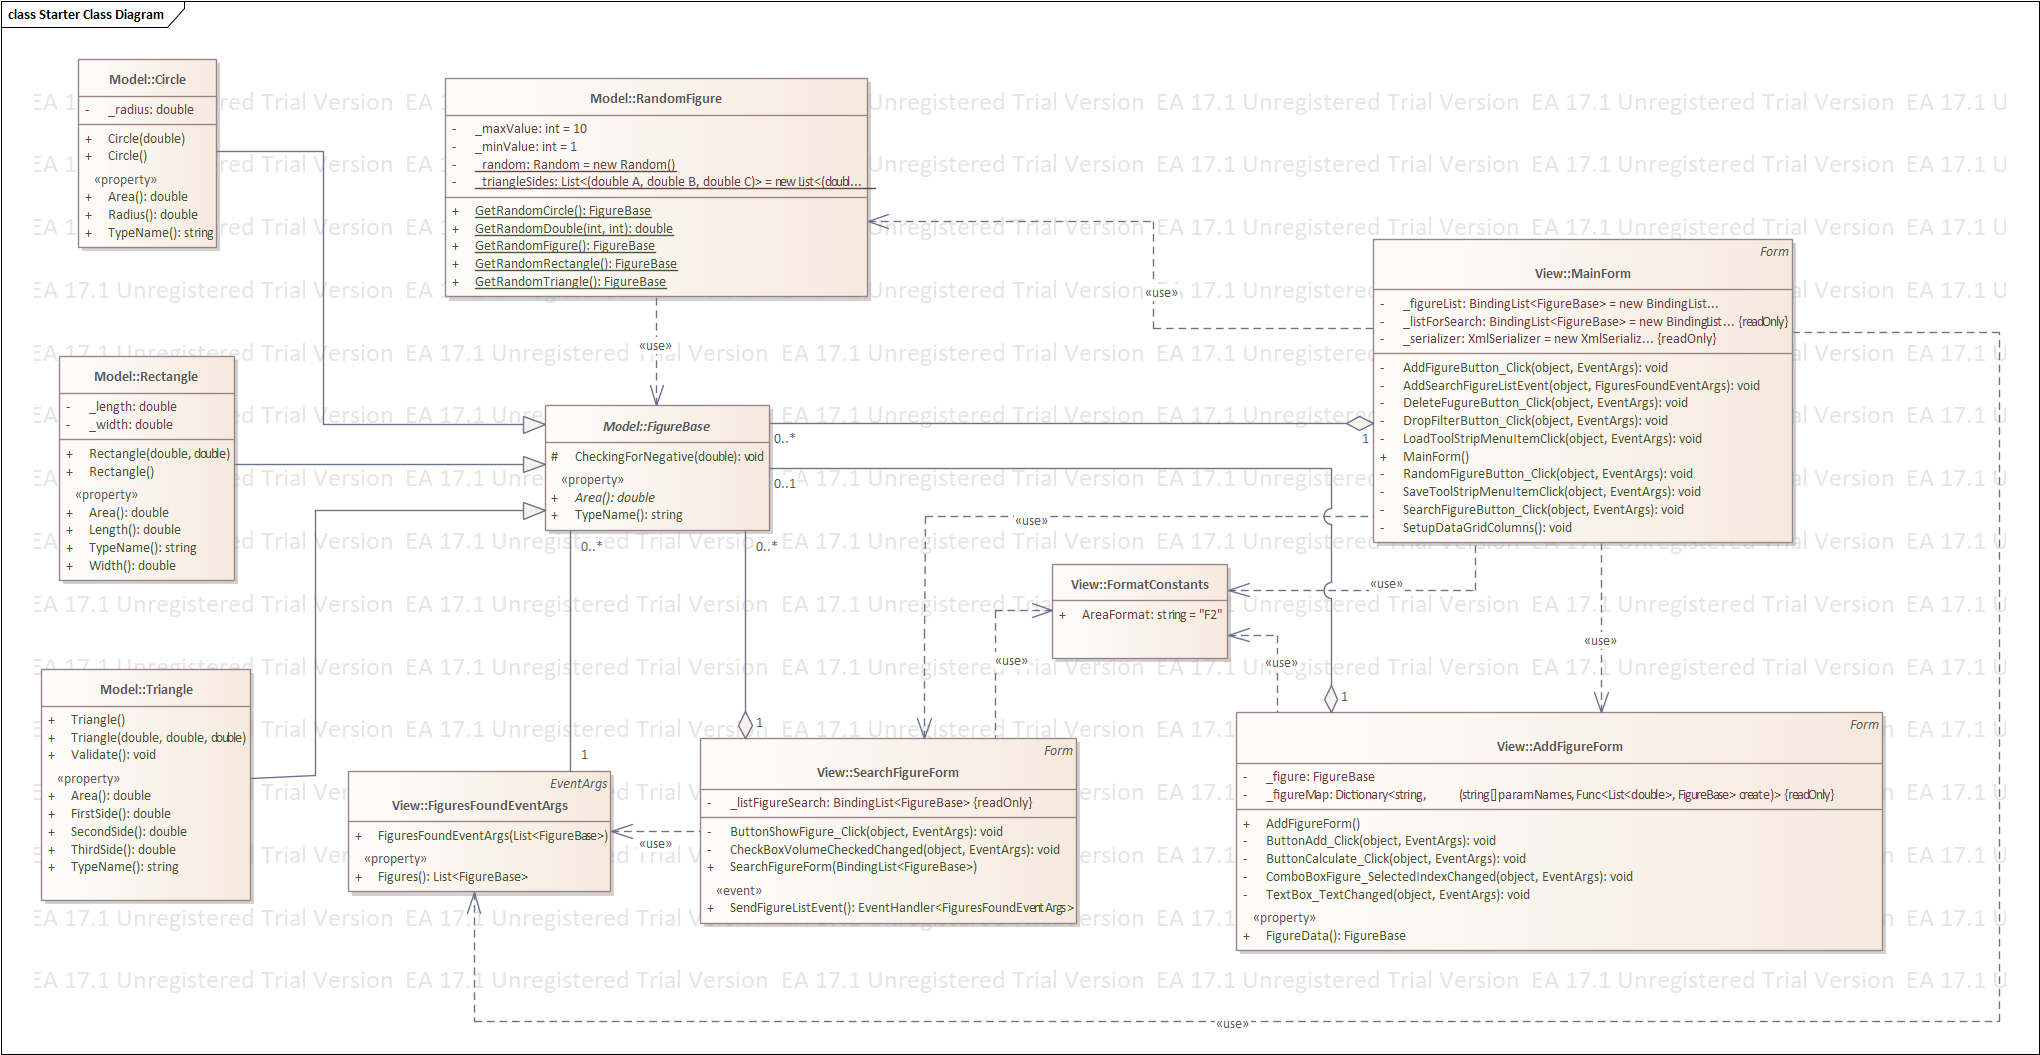 class Starter Class Diagram
Model::Circle
- _radius: double
+ Circle(double)
+ Circle()
«property»
+ Area(): double
+ Radius(): double
+ TypeName(): string
Model::RandomFigure
- _maxValue: int = 10
- _minValue: int = 1
- _random: Random = new Random()
- _triangleSides: List<(double A, double B, double C)> = new List<(doubl...
+ GetRandomCircle(): FigureBase
+ GetRandomDouble(int, int): double
+ GetRandomFigure(): FigureBase
+ GetRandomRectangle(): FigureBase
+ GetRandomTriangle(): FigureBase
«use»
«use»
Form
View::MainForm
- _figureList: BindingList<FigureBase> = new BindingList...
- _listForSearch: BindingList<FigureBase> = new BindingList... {readOnly}
- _serializer: XmlSerializer = new XmlSerializ... {readOnly}
- AddFigureButton_Click(object, EventArgs): void
- AddSearchFigureListEvent(object, FiguresFoundEventArgs): void
- DeleteFugureButton_Click(object, EventArgs): void
- DropFilterButton_Click(object, EventArgs): void
- LoadToolStripMenuItemClick(object, EventArgs): void
+ MainForm()
- RandomFigureButton_Click(object, EventArgs): void
- SaveToolStripMenuItemClick(object, EventArgs): void
- SearchFigureButton_Click(object, EventArgs): void
- SetupDataGridColumns(): void
Model::Rectangle
- _length: double
- _width: double
+ Rectangle(double, double)
+ Rectangle()
«property»
+ Area(): double
+ Length(): double
+ TypeName(): string
+ Width(): double
Model::FigureBase
# CheckingForNegative(double): void
«property»
+ Area(): double
+ TypeName(): string
0..*
1
0..1
0..*
0..*
«use»
View::FormatConstants
+ AreaFormat: string = "F2"
«use»
«use»
«use»
«use»
1
1
1
Model::Triangle
+ Triangle()
+ Triangle(double, double, double)
+ Validate(): void
«property»
+ Area(): double
+ FirstSide(): double
+ SecondSide(): double
+ ThirdSide(): double
+ TypeName(): string
EventArgs
View::FiguresFoundEventArgs
+ FiguresFoundEventArgs(List<FigureBase>)
«property»
+ Figures(): List<FigureBase>
«use»
Form
View::SearchFigureForm
- _listFigureSearch: BindingList<FigureBase> {readOnly}
- ButtonShowFigure_Click(object, EventArgs): void
- CheckBoxVolumeCheckedChanged(object, EventArgs): void
+ SearchFigureForm(BindingList<FigureBase>)
«event»
+ SendFigureListEvent(): EventHandler<FiguresFoundEventArgs>
Form
View::AddFigureForm
- _figure: FigureBase
- _figureMap: Dictionary<string, (string[] paramNames, Func<List<double>, FigureBase> create)> {readOnly}
+ AddFigureForm()
- ButtonAdd_Click(object, EventArgs): void
- ButtonCalculate_Click(object, EventArgs): void
- ComboBoxFigure_SelectedIndexChanged(object, EventArgs): void
- TextBox_TextChanged(object, EventArgs): void
«property»
+ FigureData(): FigureBase
«use»
EA 17.1 Unregistered Trial Version